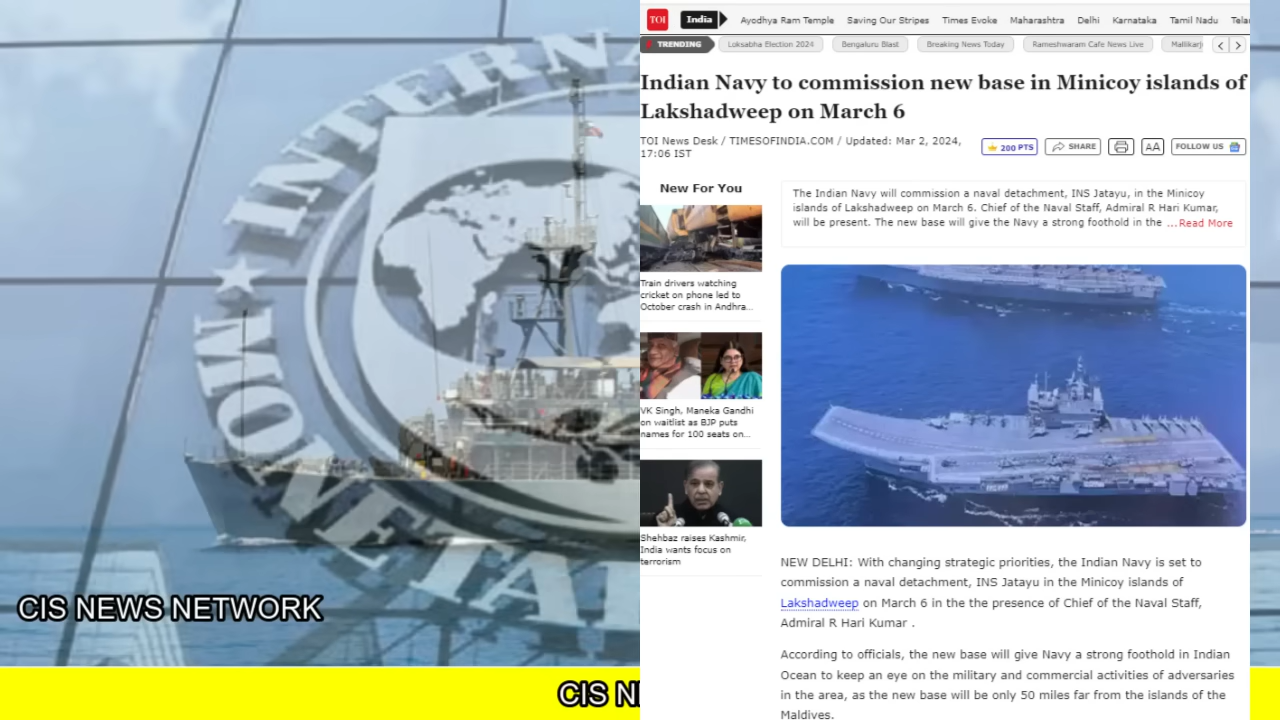 INTERN
MONETA
CIS NEWS NETWORK
CIS N
TOI
India
Ayodhya Ram Temple
Saving Our Stripes
Times Evoke
Maharashtra
Delhi
Karnataka
Tamil Nadu
Tela
TRENDING
Loksabha Election 2024
Bengaluru Blast
Breaking News Today
Rameshwaram Cafe News Live
Mallikarj
Indian Navy to commission new base in Minicoy islands of
Lakshadweep on March 6
TOI News Desk / TIMESOFINDIA.COM / Updated: Mar 2, 2024,
17:06 IST
200 PTS
SHARE
AA
FOLLOW US
New For You
Train drivers watching
cricket on phone led to
October crash in Andhra...
VK Singh, Maneka Gandhi
on waitlist as BJP puts
names for 100 seats on...
Shehbaz raises Kashmir,
India wants focus on
terrorism
The Indian Navy will commission a naval detachment, INS Jatayu, in the Minicoy
islands of Lakshadweep on March 6. Chief of the Naval Staff, Admiral R Hari Kumar,
will be present. The new base will give the Navy a strong foothold in the ...Read More
NEW DELHI: With changing strategic priorities, the Indian Navy is set to
commission a naval detachment, INS Jatayu in the Minicoy islands of
Lakshadweep on March 6 in the the presence of Chief of the Naval Staff,
Admiral R Hari Kumar .
According to officials, the new base will give Navy a strong foothold in Indian
Ocean to keep an eye on the military and commercial activities of adversaries
in the area, as the new base will be only 50 miles far from the islands of the
Maldives.